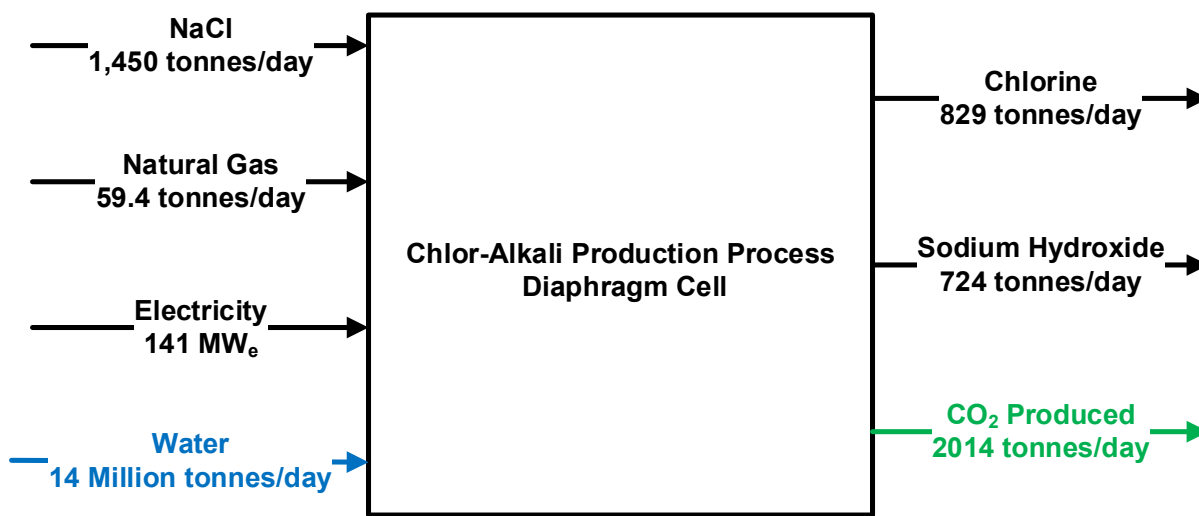 NaCl
1,450 tonnes/day
Natural Gas
59.4 tonnes/day
Electricity
141 MWₑ
Water
14 Million tonnes/day
Chlor-Alkali Production Process
Diaphragm Cell
Chlorine
829 tonnes/day
Sodium Hydroxide
724 tonnes/day
CO₂ Produced
2014 tonnes/day